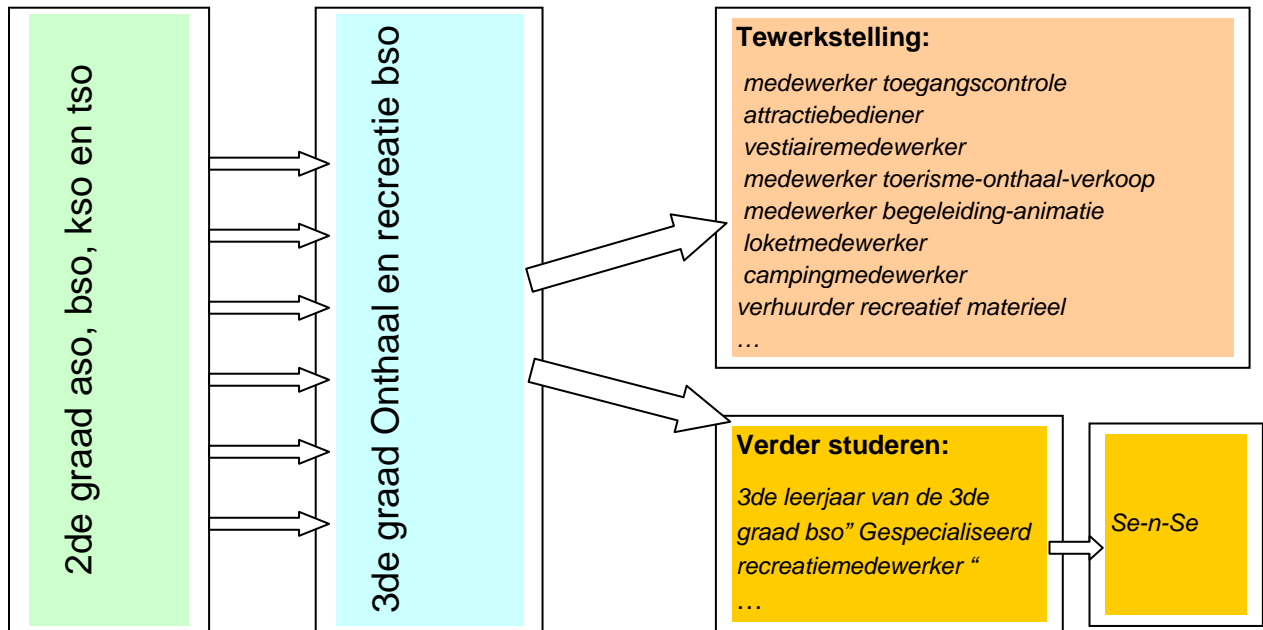 2de graad aso, bso, kso en tso
3de graad Onthaal en recreatie bso
Tewerkstelling:
medewerker toegangscontrole
attractiebediener
vestiairemedewerker
medewerker toerisme-onthaal-verkoop
medewerker begeleiding-animatie
loketmedewerker
campingmedewerker
verhuurder recreatief materieel
…
Verder studeren:
3de leerjaar van de 3de
graad bso” Gespecialiseerd
recreatiemedewerker “
…
Se-n-Se